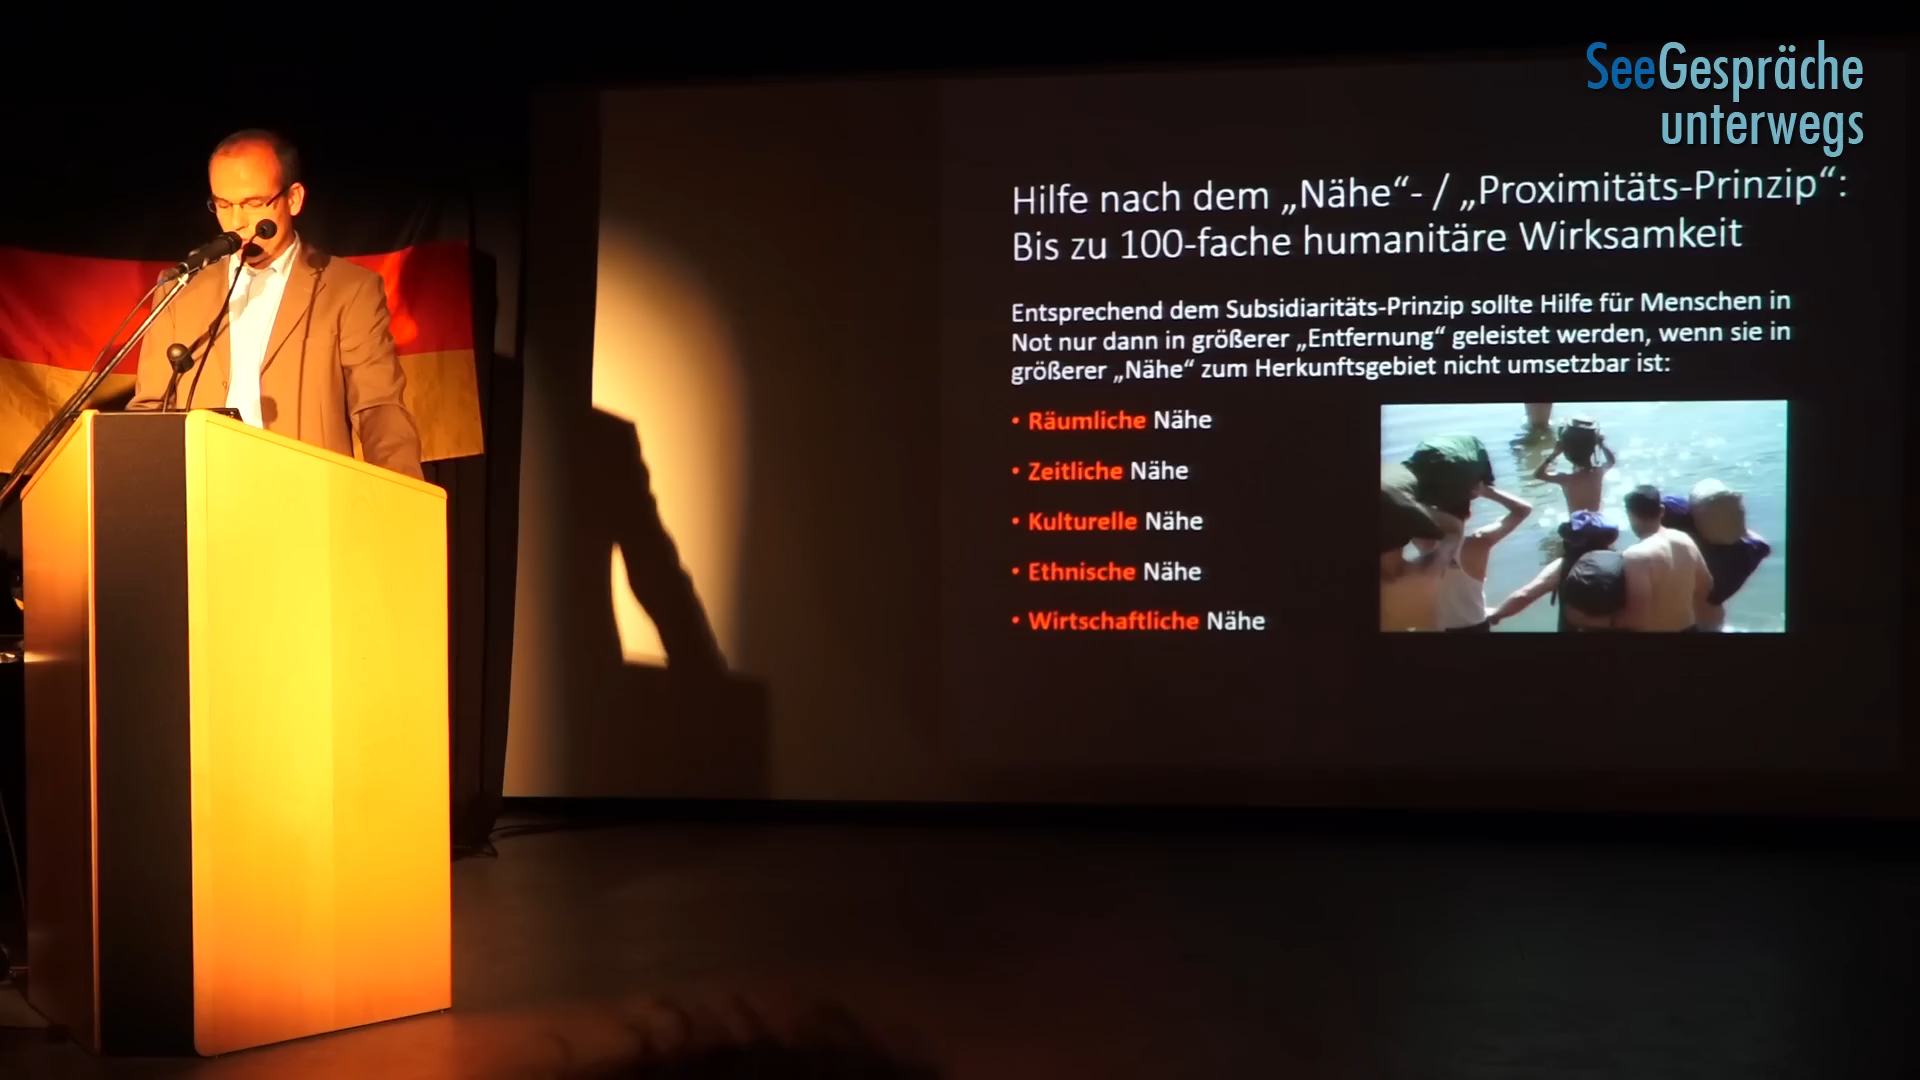 SeeGespräche
unterwegs
Hilfe nach dem „Nähe“- / „Proximitäts-Prinzip“:
Bis zu 100-fache humanitäre Wirksamkeit
Entsprechend dem Subsidiaritäts-Prinzip sollte Hilfe für Menschen in
Not nur dann in größerer „Entfernung“ geleistet werden, wenn sie in
größerer „Nähe“ zum Herkunftsgebiet nicht umsetzbar ist:
• Räumliche Nähe
• Zeitliche Nähe
• Kulturelle Nähe
• Ethnische Nähe
• Wirtschaftliche Nähe